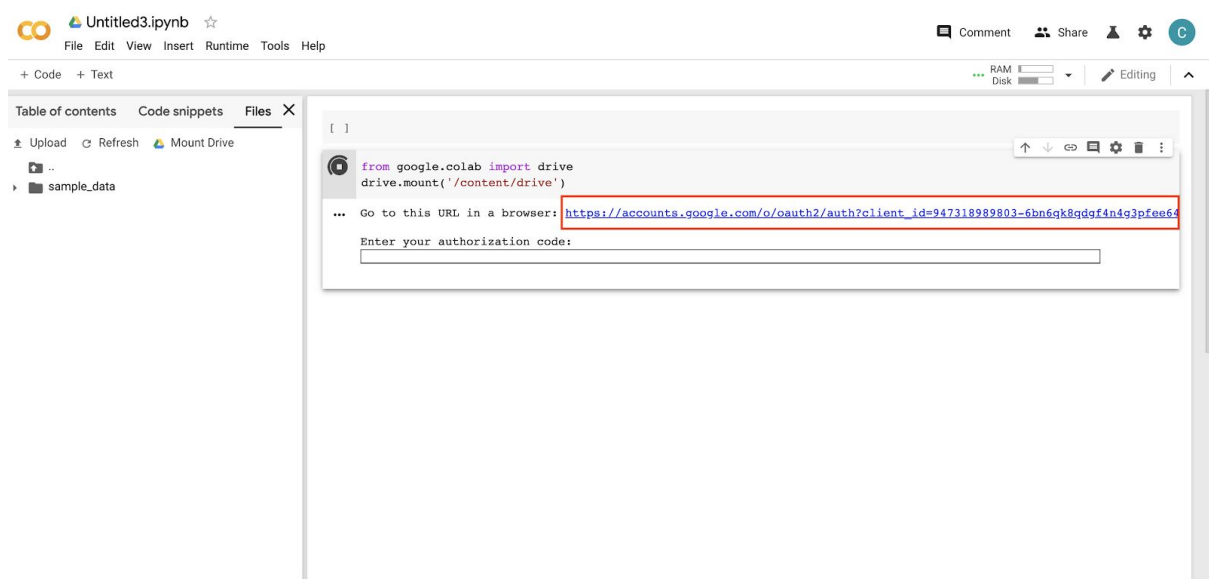 Untitled3.ipynb
File Edit View Insert Runtime Tools Help
Comment Share C
+ Code + Text
RAM
Disk
Editing
Table of contents Code snippets Files X
Upload Refresh Mount Drive
..
sample_data
[ ]
from google.colab import drive
drive.mount('/content/drive')
... Go to this URL in a browser: https://accounts.google.com/o/oauth2/auth?client_id=947318989803-6bn6qk8qdgf4n4g3pfee64
Enter your authorization code: